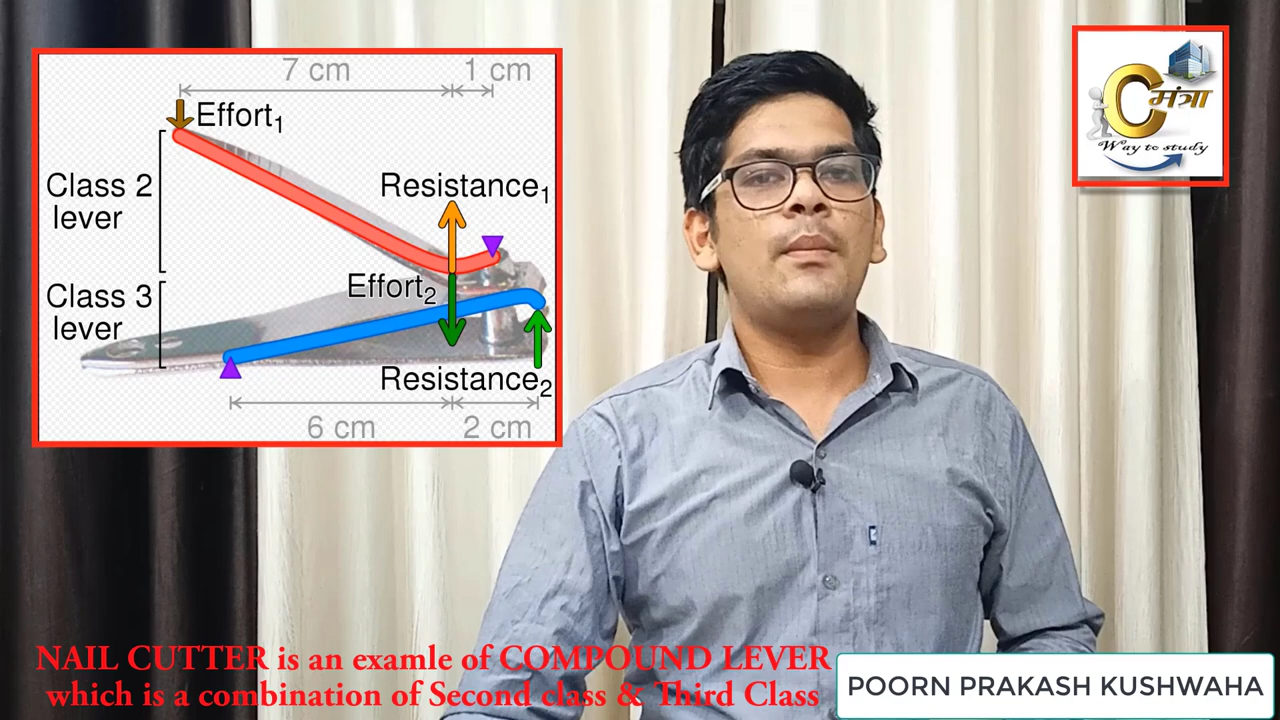 7 cm 1 cm
Effort1
Class 2
lever
Resistance1
Effort2
Class 3
lever
Resistance2
6 cm 2 cm
C मंत्रा
Way to study
NAIL CUTTER is an examle of COMPOUND LEVER
which is a combination of Second class & Third Class
POORN PRAKASH KUSHWAHA